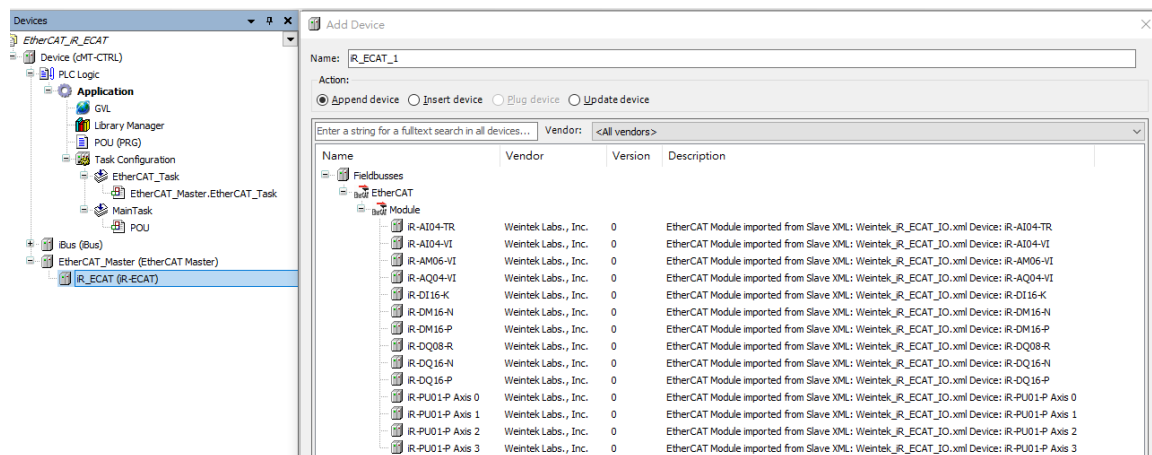 Devices
EtherCAT_iR_ECAT
Device (cMT-CTRL)
PLC Logic
Application
GVL
Library Manager
POU (PRG)
Task Configuration
EtherCAT_Task
EtherCAT_Master.EtherCAT_Task
MainTask
POU
iBus (iBus)
EtherCAT_Master (EtherCAT Master)
iR_ECAT (iR-ECAT)
Add Device
Name: iR_ECAT_1
Action:
Append device Insert device Plug device Update device
Enter a string for a fulltext search in all devices... Vendor: <All vendors>
Name Vendor Version Description
Fieldbusses
EtherCAT
Module
iR-AI04-TR Weintek Labs., Inc. 0 EtherCAT Module imported from Slave XML: Weintek_iR_ECAT_IO.xml Device: iR-AI04-TR
iR-AI04-VI Weintek Labs., Inc. 0 EtherCAT Module imported from Slave XML: Weintek_iR_ECAT_IO.xml Device: iR-AI04-VI
iR-AM06-VI Weintek Labs., Inc. 0 EtherCAT Module imported from Slave XML: Weintek_iR_ECAT_IO.xml Device: iR-AM06-VI
iR-AQ04-VI Weintek Labs., Inc. 0 EtherCAT Module imported from Slave XML: Weintek_iR_ECAT_IO.xml Device: iR-AQ04-VI
iR-DI16-K Weintek Labs., Inc. 0 EtherCAT Module imported from Slave XML: Weintek_iR_ECAT_IO.xml Device: iR-DI16-K
iR-DM16-N Weintek Labs., Inc. 0 EtherCAT Module imported from Slave XML: Weintek_iR_ECAT_IO.xml Device: iR-DM16-N
iR-DM16-P Weintek Labs., Inc. 0 EtherCAT Module imported from Slave XML: Weintek_iR_ECAT_IO.xml Device: iR-DM16-P
iR-DQ08-R Weintek Labs., Inc. 0 EtherCAT Module imported from Slave XML: Weintek_iR_ECAT_IO.xml Device: iR-DQ08-R
iR-DQ16-N Weintek Labs., Inc. 0 EtherCAT Module imported from Slave XML: Weintek_iR_ECAT_IO.xml Device: iR-DQ16-N
iR-DQ16-P Weintek Labs., Inc. 0 EtherCAT Module imported from Slave XML: Weintek_iR_ECAT_IO.xml Device: iR-DQ16-P
iR-PU01-P Axis 0 Weintek Labs., Inc. 0 EtherCAT Module imported from Slave XML: Weintek_iR_ECAT_IO.xml Device: iR-PU01-P Axis 0
iR-PU01-P Axis 1 Weintek Labs., Inc. 0 EtherCAT Module imported from Slave XML: Weintek_iR_ECAT_IO.xml Device: iR-PU01-P Axis 1
iR-PU01-P Axis 2 Weintek Labs., Inc. 0 EtherCAT Module imported from Slave XML: Weintek_iR_ECAT_IO.xml Device: iR-PU01-P Axis 2
iR-PU01-P Axis 3 Weintek Labs., Inc. 0 EtherCAT Module imported from Slave XML: Weintek_iR_ECAT_IO.xml Device: iR-PU01-P Axis 3